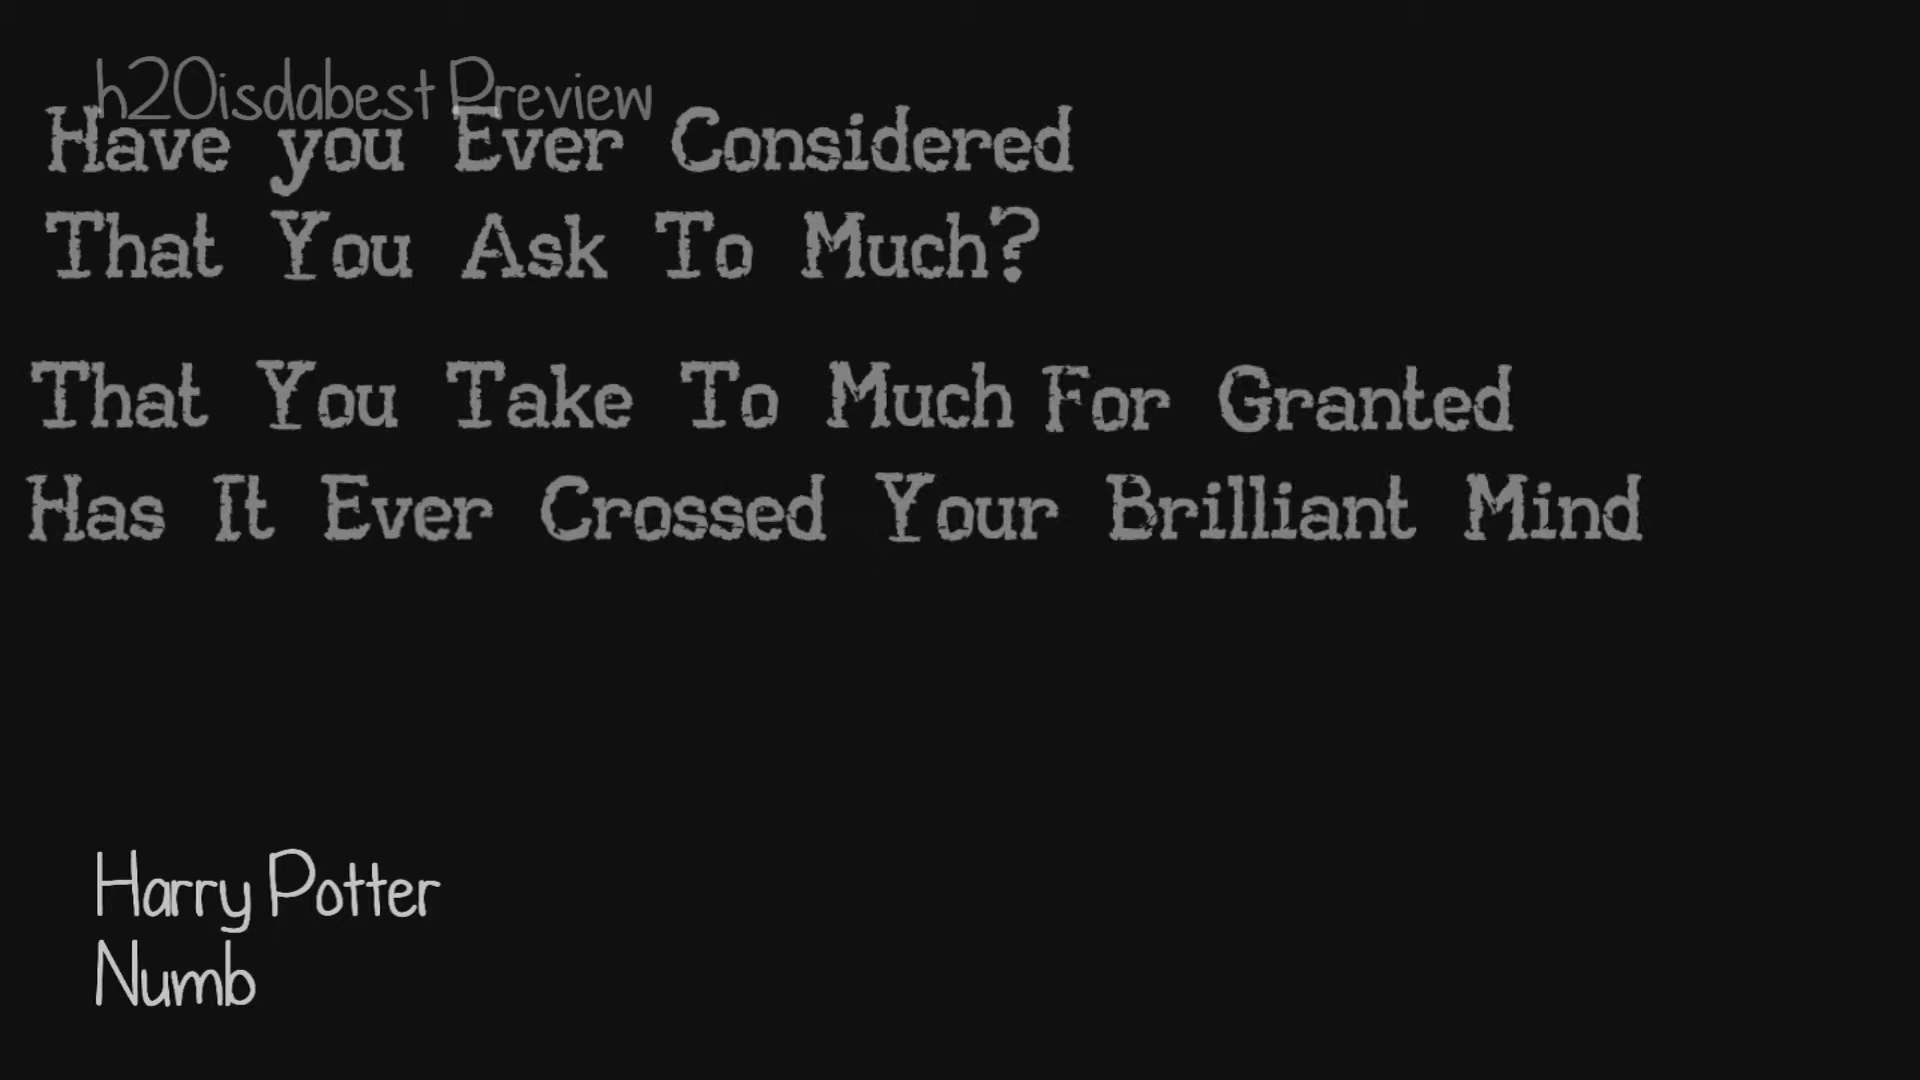 h20isdabest Preview
Have you Ever Considered
That You Ask To Much?
That You Take To Much For Granted
Has It Ever Crossed Your Brilliant Mind
Harry Potter
Numb